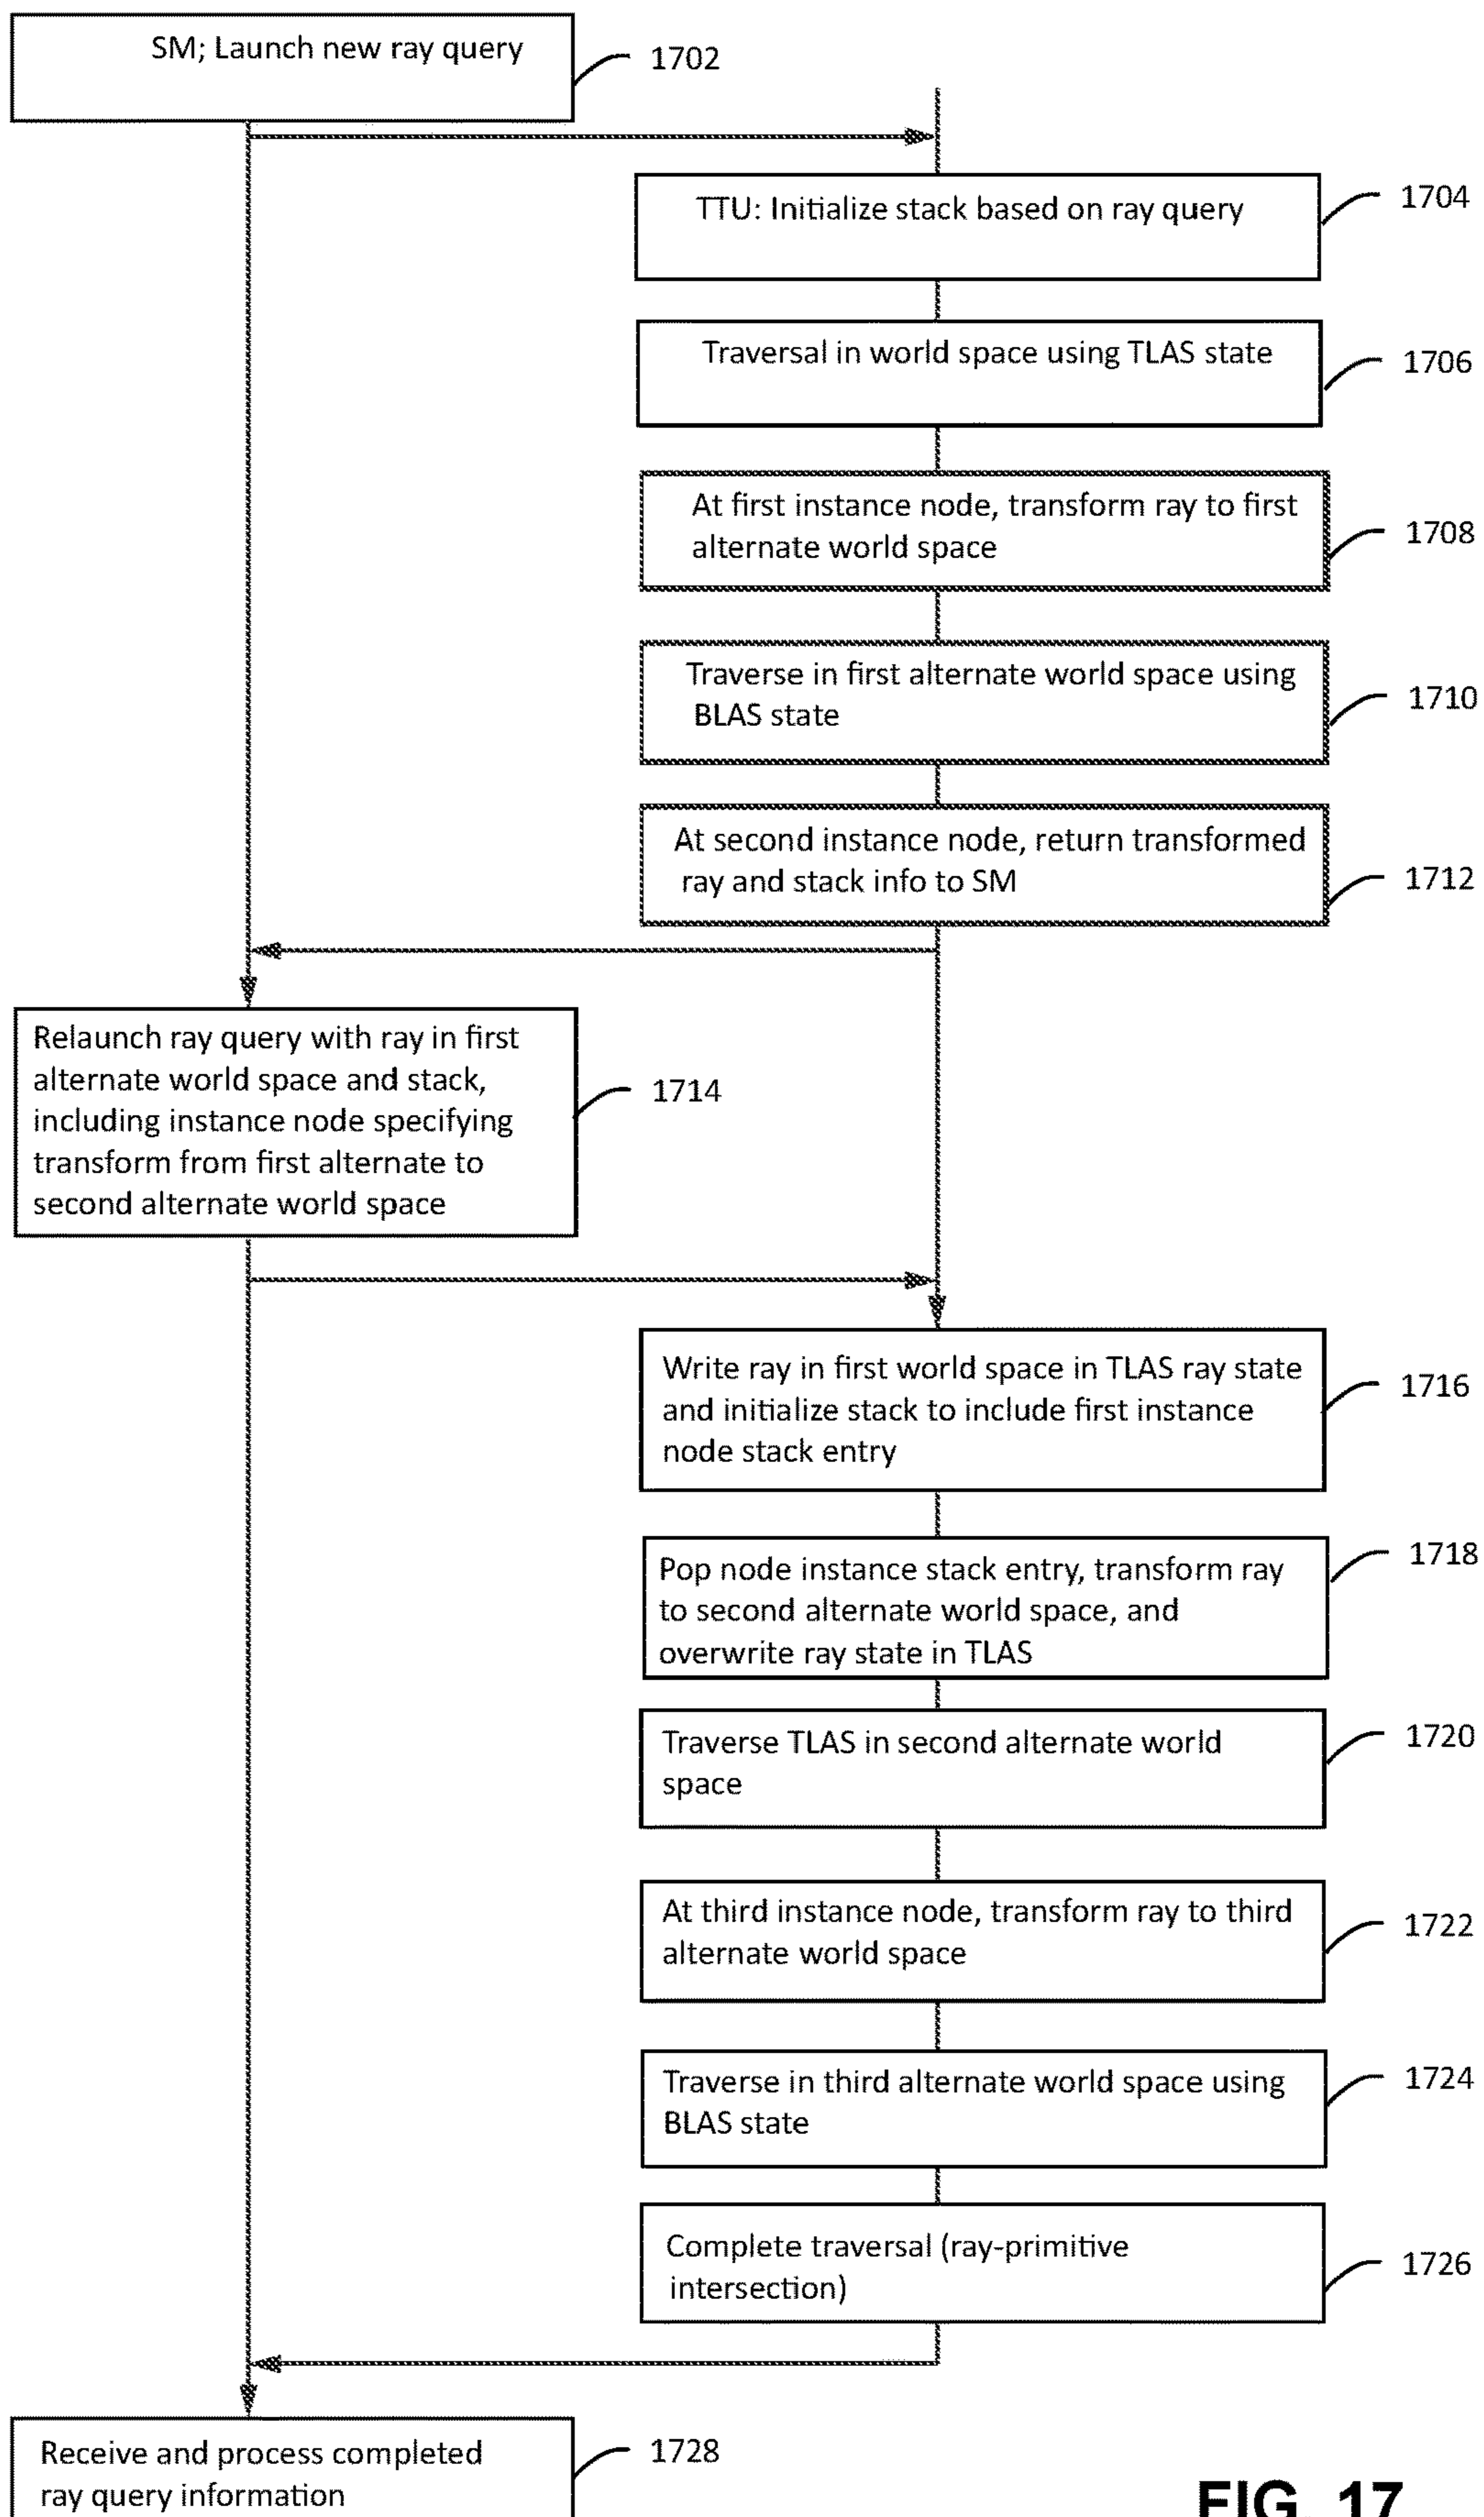 SM; Launch new ray query
1702
TTU: Initialize stack based on ray query
1704
Traversal in world space using TLAS state
1706
At first instance node, transform ray to first
alternate world space
1708
Traverse in first alternate world space using
BLAS state
1710
At second instance node, return transformed
ray and stack info to SM
1712
Relaunch ray query with ray in first
alternate world space and stack,
including instance node specifying
transform from first alternate to
second alternate world space
1714
Write ray in first world space in TLAS ray state
and initialize stack to include first instance
node stack entry
1716
Pop node instance stack entry, transform ray
to second alternate world space, and
overwrite ray state in TLAS
1718
Traverse TLAS in second alternate world
space
1720
At third instance node, transform ray to third
alternate world space
1722
Traverse in third alternate world space using
BLAS state
1724
Complete traversal (ray-primitive
intersection)
1726
Receive and process completed
ray query information
1728
FIG. 17